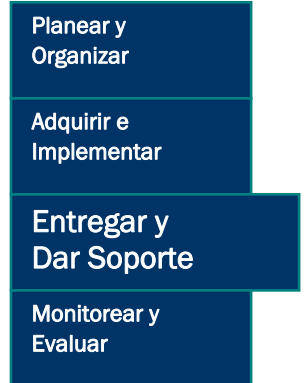 Planear y
Organizar
Adquirir e
Implementar
Entregar y
Dar Soporte
Monitorear y
Evaluar